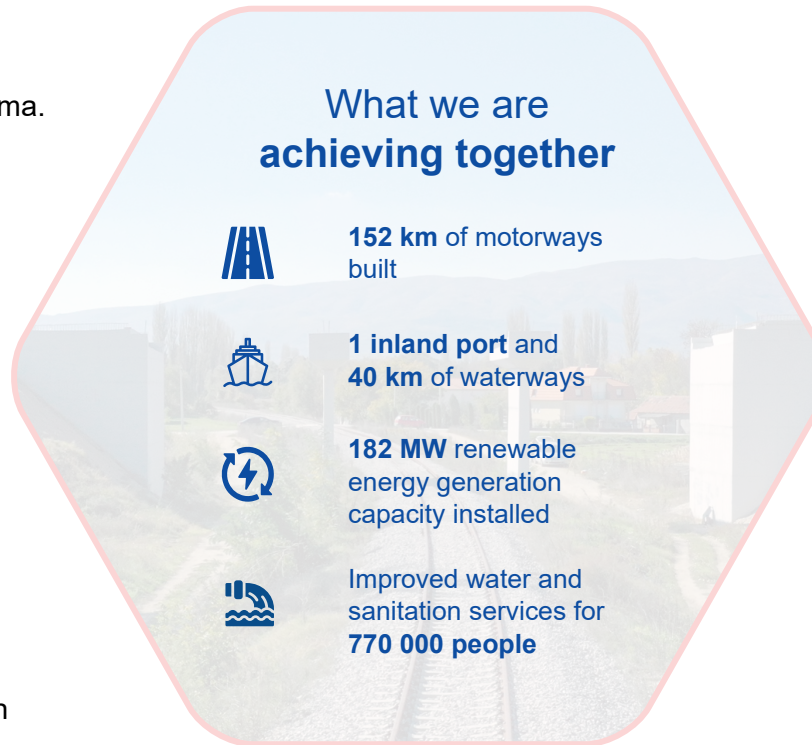 ma.
What we are
achieving together
152 km of motorways
built
1 inland port and
40 km of waterways
182 MW renewable
energy generation
capacity installed
Improved water and
sanitation services for
770 000 people